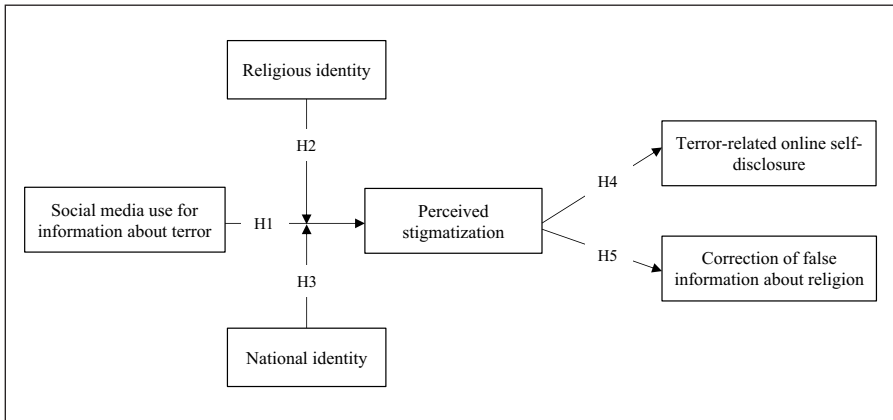 Religious identity
H2
Terror-related online self-
disclosure
H4
Social media use for
information about terror
H1
Perceived
stigmatization
H5
Correction of false
information about religion
H3
National identity